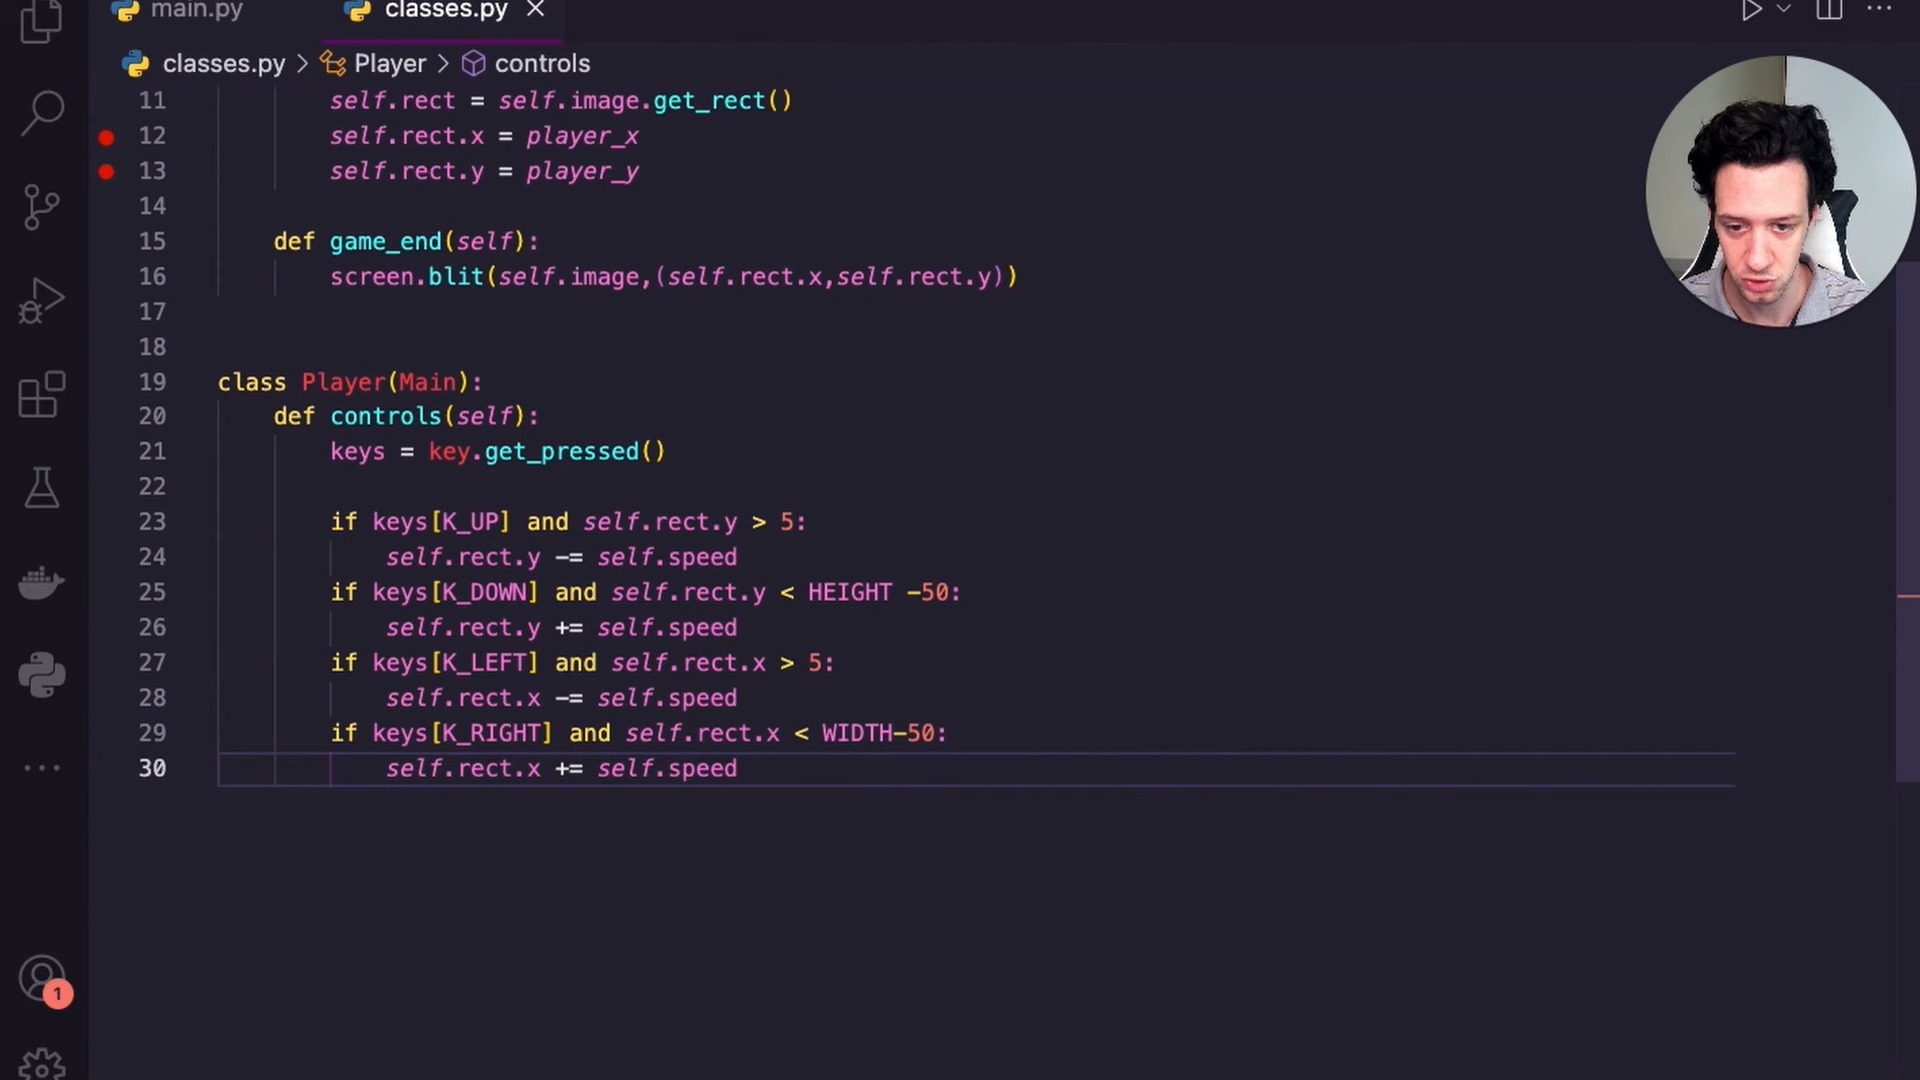 main.py
classes.py
classes.py > Player > controls
11 self.rect = self.image.get_rect()
12 self.rect.x = player_x
13 self.rect.y = player_y
14
15 def game_end(self):
16 screen.blit(self.image,(self.rect.x,self.rect.y))
17
18
19 class Player(Main):
20 def controls(self):
21 keys = key.get_pressed()
22
23 if keys[K_UP] and self.rect.y > 5:
24 self.rect.y -= self.speed
25 if keys[K_DOWN] and self.rect.y < HEIGHT -50:
26 self.rect.y += self.speed
27 if keys[K_LEFT] and self.rect.x > 5:
28 self.rect.x -= self.speed
29 if keys[K_RIGHT] and self.rect.x < WIDTH-50:
30 self.rect.x += self.speed
1